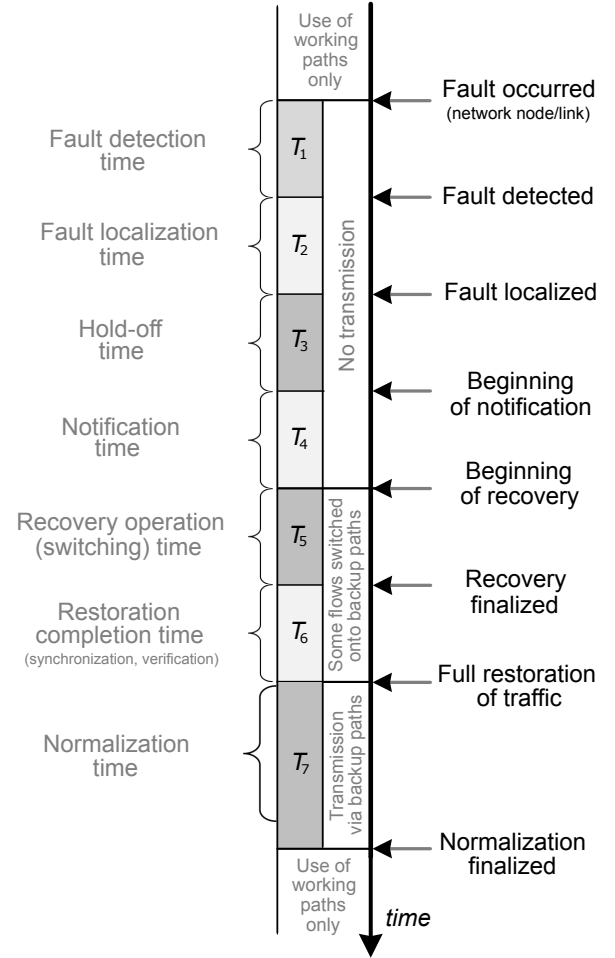 Use of
working
paths
only
Fault occurred
(network node/link)
Fault detection
time
T1
Fault detected
Fault localization
time
T2
No transmission
Fault localized
Hold-off
time
T3
Beginning
of notification
Notification
time
T4
Beginning
of recovery
Recovery operation
(switching) time
T5
Some flows switched
onto backup paths
Recovery
finalized
Restoration
completion time
(synchronization, verification)
T6
Full restoration
of traffic
Normalization
time
T7
Transmission
via backup paths
Normalization
finalized
Use of
working
paths
only
time